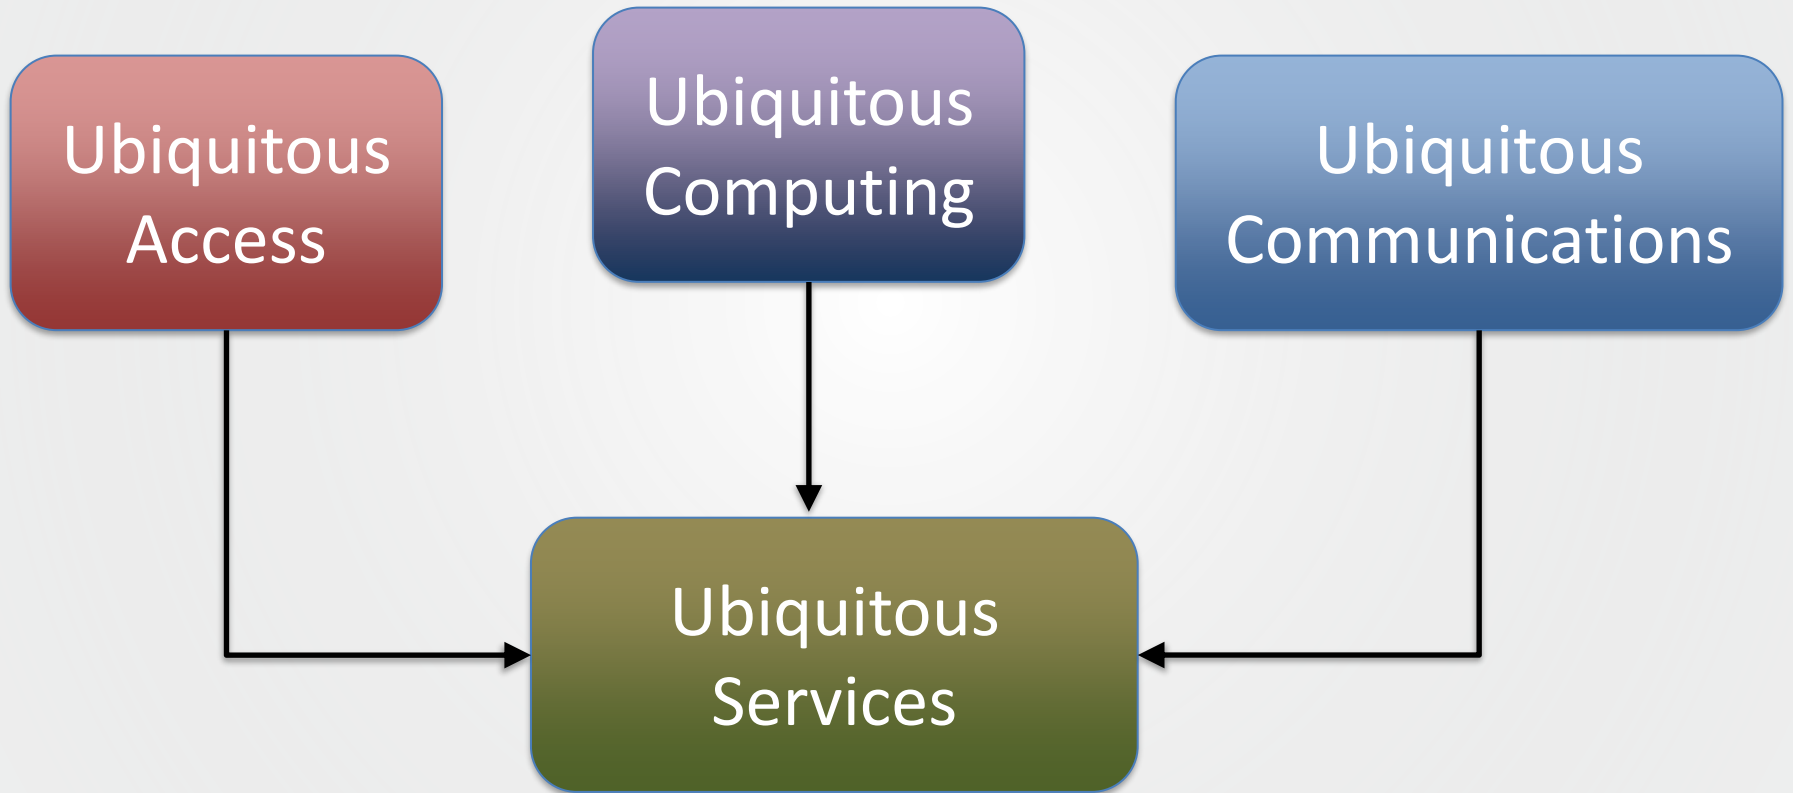 Ubiquitous
Access
Ubiquitous
Computing
Ubiquitous
Communications
Ubiquitous
Services